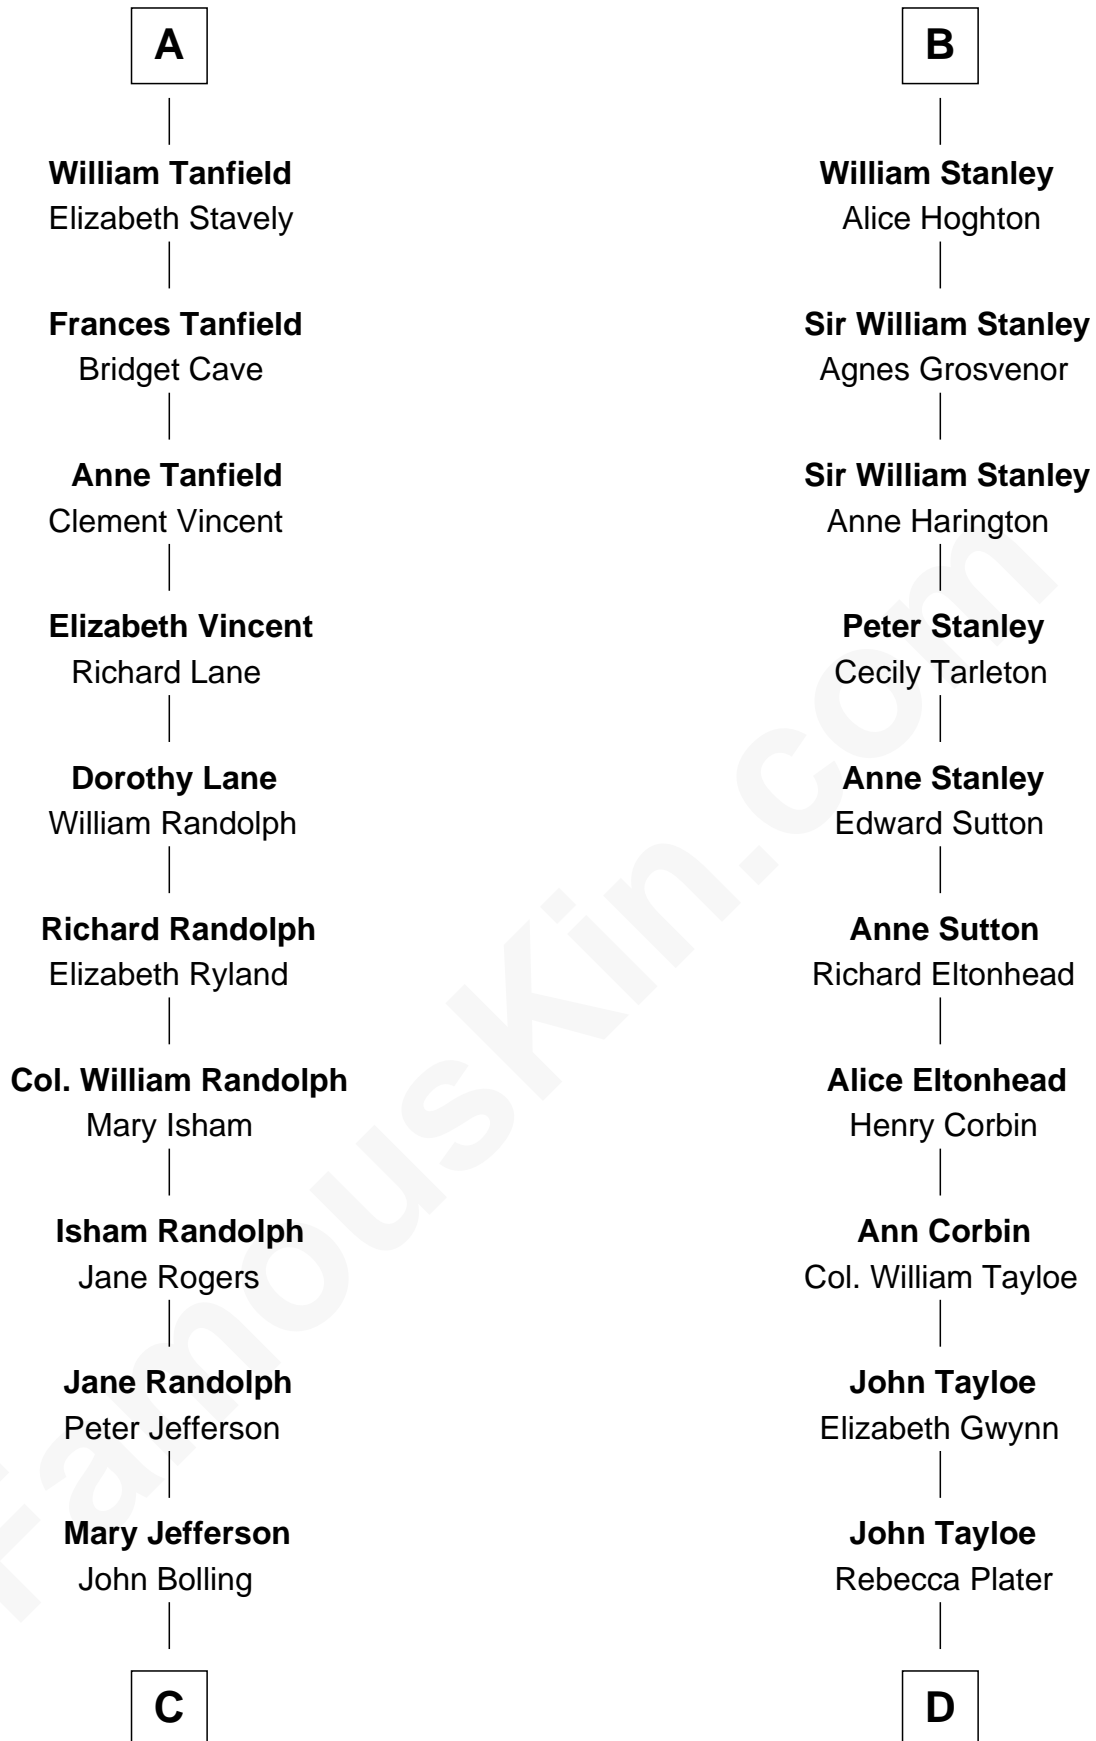 A
William Tanfield
Elizabeth Stavely
Frances Tanfield
Bridget Cave
Anne Tanfield
Clement Vincent
Elizabeth Vincent
Richard Lane
Dorothy Lane
William Randolph
Richard Randolph
Elizabeth Ryland
Col. William Randolph
Mary Isham
Isham Randolph
Jane Rogers
Jane Randolph
Peter Jefferson
Mary Jefferson
John Bolling
C
B
William Stanley
Alice Hoghton
Sir William Stanley
Agnes Grosvenor
Sir William Stanley
Anne Harington
Peter Stanley
Cecily Tarleton
Anne Stanley
Edward Sutton
Anne Sutton
Richard Eltonhead
Alice Eltonhead
Henry Corbin
Ann Corbin
Col. William Tayloe
John Tayloe
Elizabeth Gwynn
John Tayloe
Rebecca Plater
D
FamousKin.com